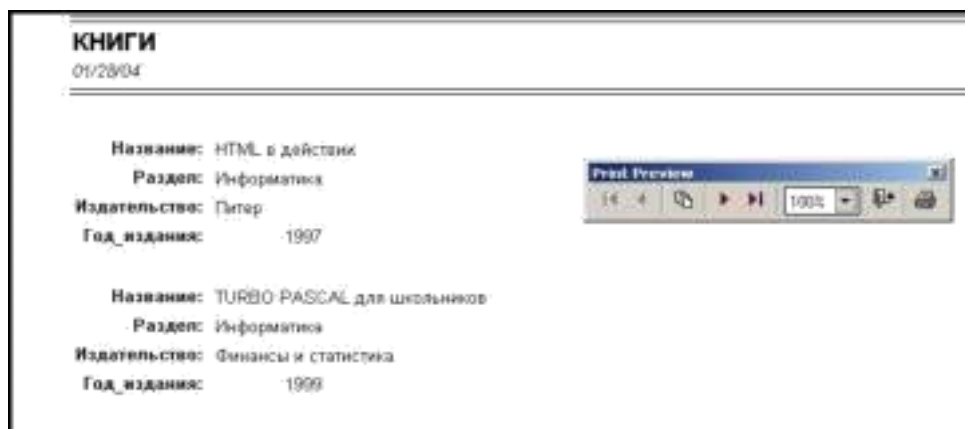 КНИГИ
01/28/04
Название: HTML в действии
Раздел: Информатика
Издательство: Питер
Год_издания: 1997
Print Preview
100%
Название: TURBO PASCAL для школьников
Раздел: Информатика
Издательство: Финансы и статистика
Год_издания: 1999